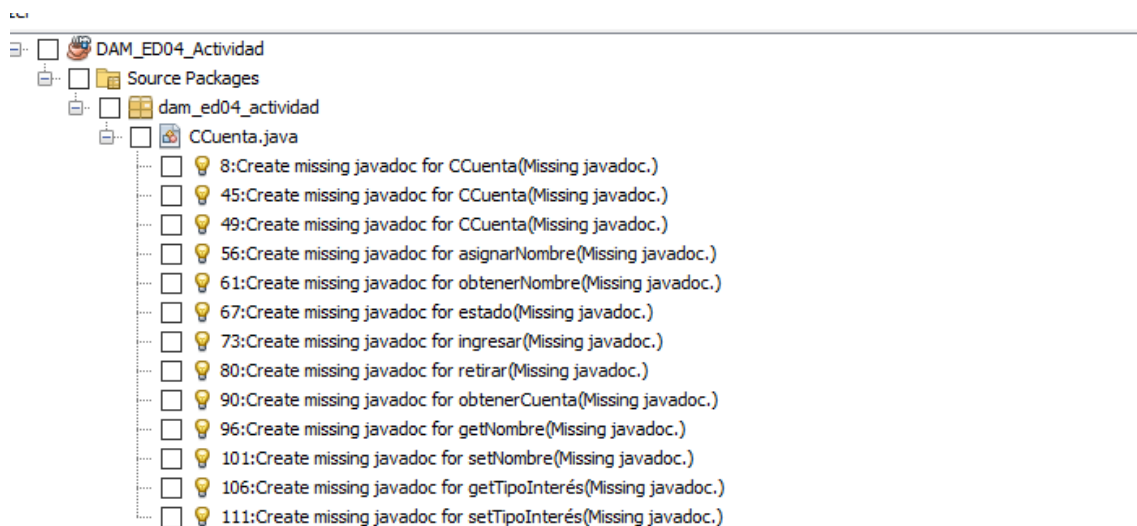 DAM_ED04_Actividad
Source Packages
dam_ed04_actividad
CCuenta.java
8:Create missing javadoc for CCuenta(Missing javadoc.)
45:Create missing javadoc for CCuenta(Missing javadoc.)
49:Create missing javadoc for CCuenta(Missing javadoc.)
56:Create missing javadoc for asignarNombre(Missing javadoc.)
61:Create missing javadoc for obtenerNombre(Missing javadoc.)
67:Create missing javadoc for estado(Missing javadoc.)
73:Create missing javadoc for ingresar(Missing javadoc.)
80:Create missing javadoc for retirar(Missing javadoc.)
90:Create missing javadoc for obtenerCuenta(Missing javadoc.)
96:Create missing javadoc for getNombre(Missing javadoc.)
101:Create missing javadoc for setNombre(Missing javadoc.)
106:Create missing javadoc for getTipoInterés(Missing javadoc.)
111:Create missing javadoc for setTipoInterés(Missing javadoc.)